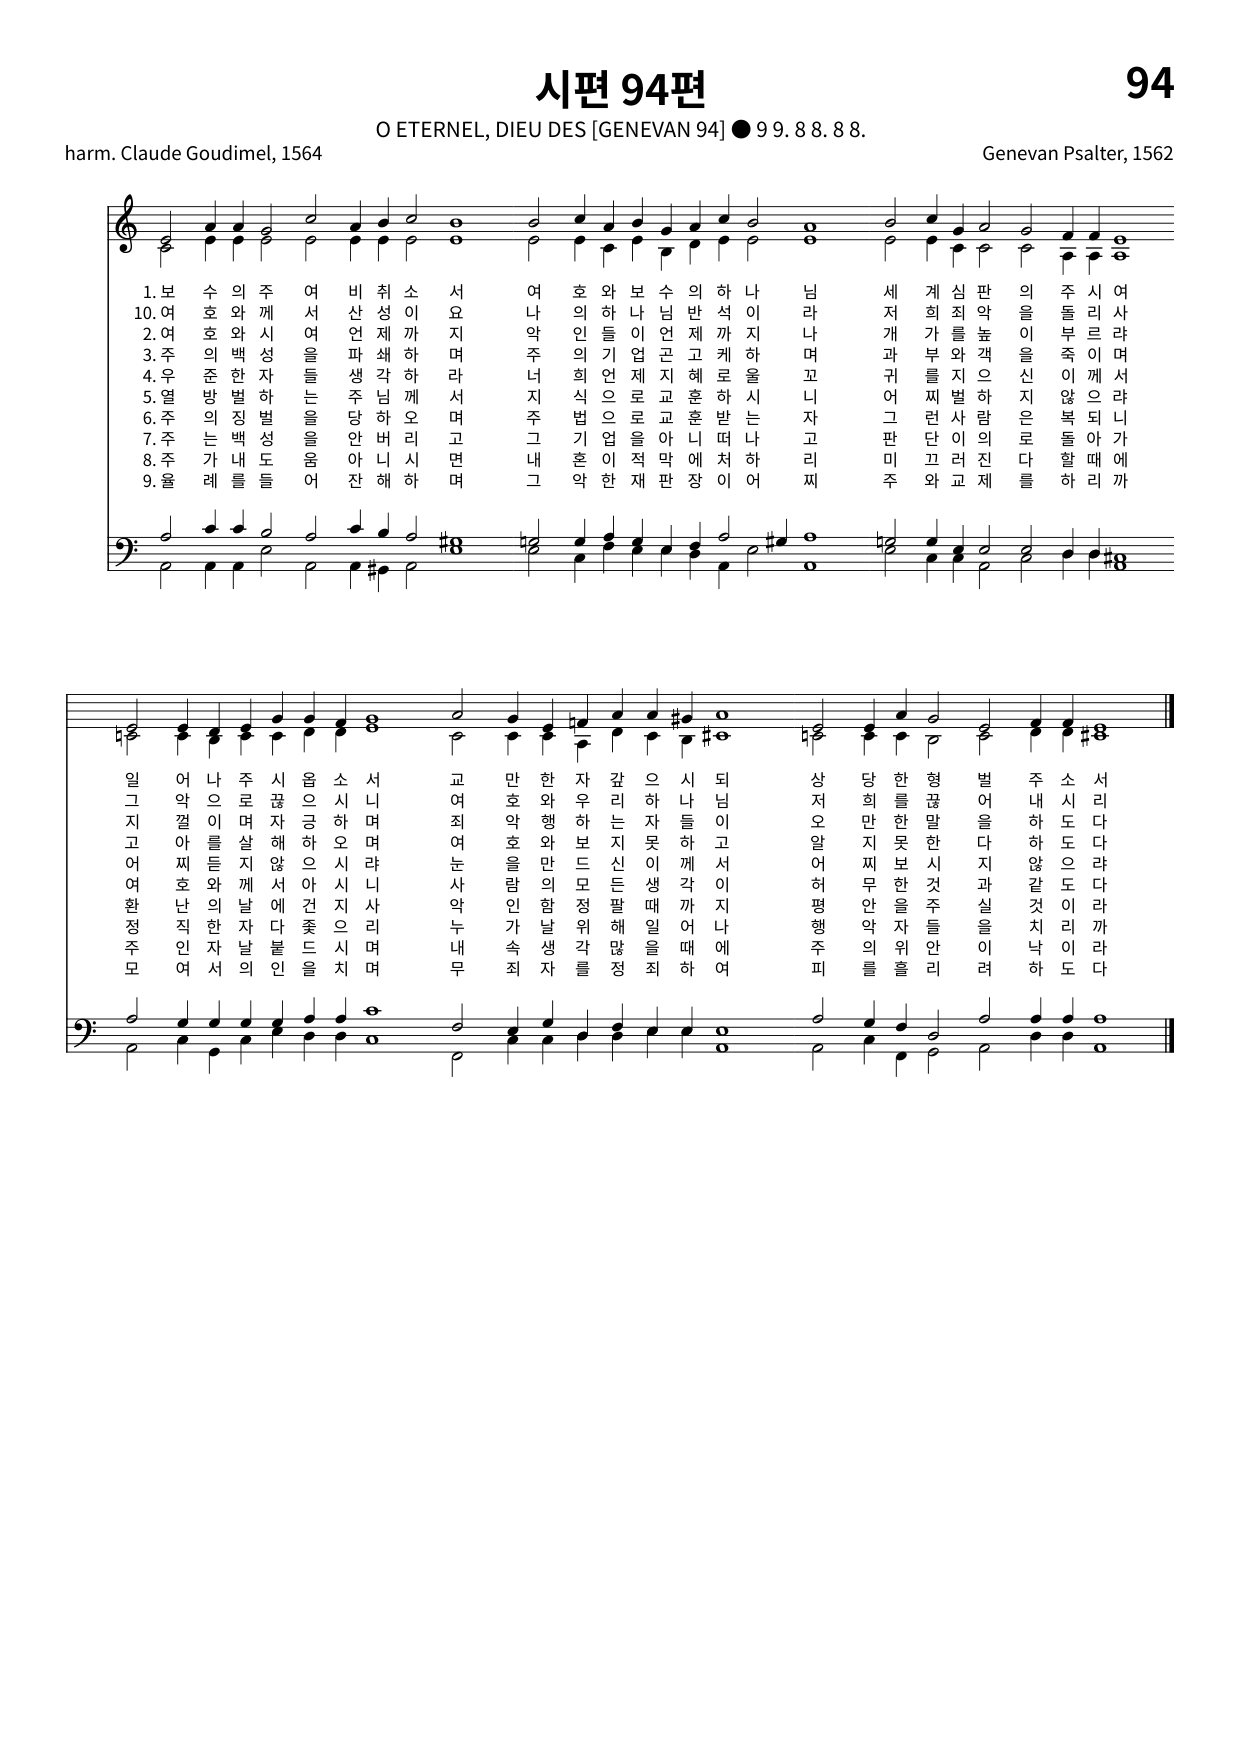 시편 94편
94
O ETERNEL, DIEU DES [GENEVAN 94] ● 9 9. 8 8. 8 8.
harm. Claude Goudimel, 1564
Genevan Psalter, 1562
1. 보 수 의 주 여 비 취 소 서 여 호 와 보 수 의 하 나 님 세 계 심 판 의 주 시 여
10. 여 호 와 께 서 산 성 이 요 나 의 하 나 님 반 석 이 라 저 희 죄 악 을 돌 리 사
2. 여 호 와 시 여 언 제 까 지 악 인 들 이 언 제 까 지 나 개 가 를 높 이 부 르 랴
3. 주 의 백 성 을 파 쇄 하 며 주 의 기 업 곤 고 케 하 며 과 부 와 객 을 죽 이 며
4. 우 준 한 자 들 생 각 하 라 너 희 언 제 지 혜 로 울 꼬 귀 를 지 으 신 이 께 서
5. 열 방 벌 하 는 주 님 께 서 지 식 으 로 교 훈 하 시 니 어 찌 벌 하 지 않 으 랴
6. 주 의 징 벌 을 당 하 오 며 주 법 으 로 교 훈 받 는 자 그 런 사 람 은 복 되 니
7. 주 는 백 성 을 안 버 리 고 그 기 업 을 아 니 떠 나 고 판 단 이 의 로 돌 아 가
8. 주 가 내 도 움 아 니 시 면 내 혼 이 적 막 에 처 하 리 미 끄 러 진 다 할 때 에
9. 율 례 를 들 어 잔 해 하 며 그 악 한 재 판 장 이 어 찌 주 와 교 제 를 하 리 까
일 어 나 주 시 옵 소 서 교 만 한 자 갚 으 시 되 상 당 한 형 벌 주 소 서
그 악 으 로 끊 으 시 니 여 호 와 우 리 하 나 님 저 희 를 끊 어 내 시 리
지 껄 이 며 자 긍 하 며 죄 악 행 하 는 자 들 이 오 만 한 말 을 하 도 다
고 아 를 살 해 하 오 며 여 호 와 보 지 못 하 고 알 지 못 한 다 하 도 다
어 찌 듣 지 않 으 시 랴 눈 을 만 드 신 이 께 서 어 찌 보 시 지 않 으 랴
여 호 와 께 서 아 시 니 사 람 의 모 든 생 각 이 허 무 한 것 과 같 도 다
환 난 의 날 에 건 지 사 악 인 함 정 팔 때 까 지 평 안 을 주 실 것 이 라
정 직 한 자 다 좇 으 리 누 가 날 위 해 일 어 나 행 악 자 들 을 치 리 까
주 인 자 날 붙 드 시 며 내 속 생 각 많 을 때 에 주 의 위 안 이 낙 이 라
모 여 서 의 인 을 치 며 무 죄 자 를 정 죄 하 여 피 를 흘 리 려 하 도 다